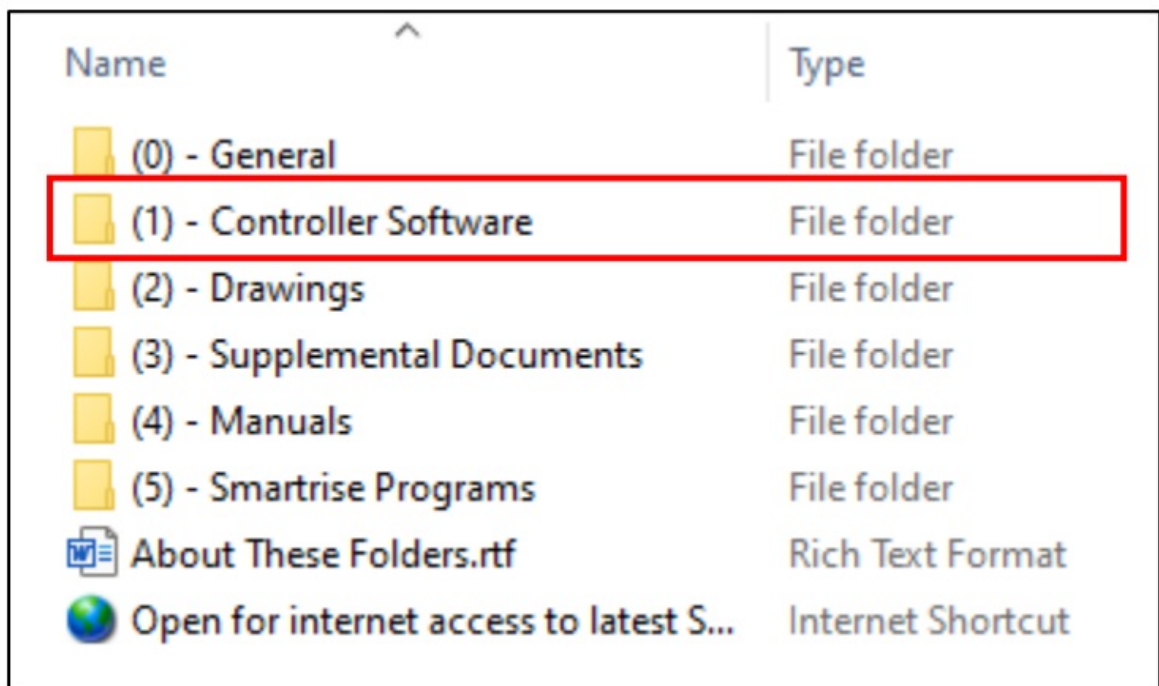 Name Type
(0) - General File folder
(1) - Controller Software File folder
(2) - Drawings File folder
(3) - Supplemental Documents File folder
(4) - Manuals File folder
(5) - Smartrise Programs File folder
About These Folders.rtf Rich Text Format
Open for internet access to latest S... Internet Shortcut